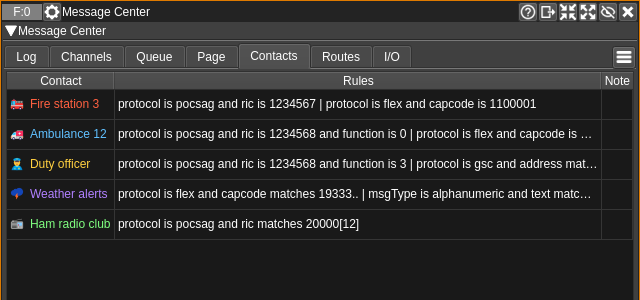 F:0 Message Center
Message Center
Log Channels Queue Page Contacts Routes I/O
Contact Rules Note
Fire station 3 protocol is pocsag and ric is 1234567 | protocol is flex and capcode is 1100001
Ambulance 12 protocol is pocsag and ric is 1234568 and function is 0 | protocol is flex and capcode is …
Duty officer protocol is pocsag and ric is 1234568 and function is 3 | protocol is gsc and address mat…
Weather alerts protocol is flex and capcode matches 19333.. | msgType is alphanumeric and text matc…
Ham radio club protocol is pocsag and ric matches 20000[12]